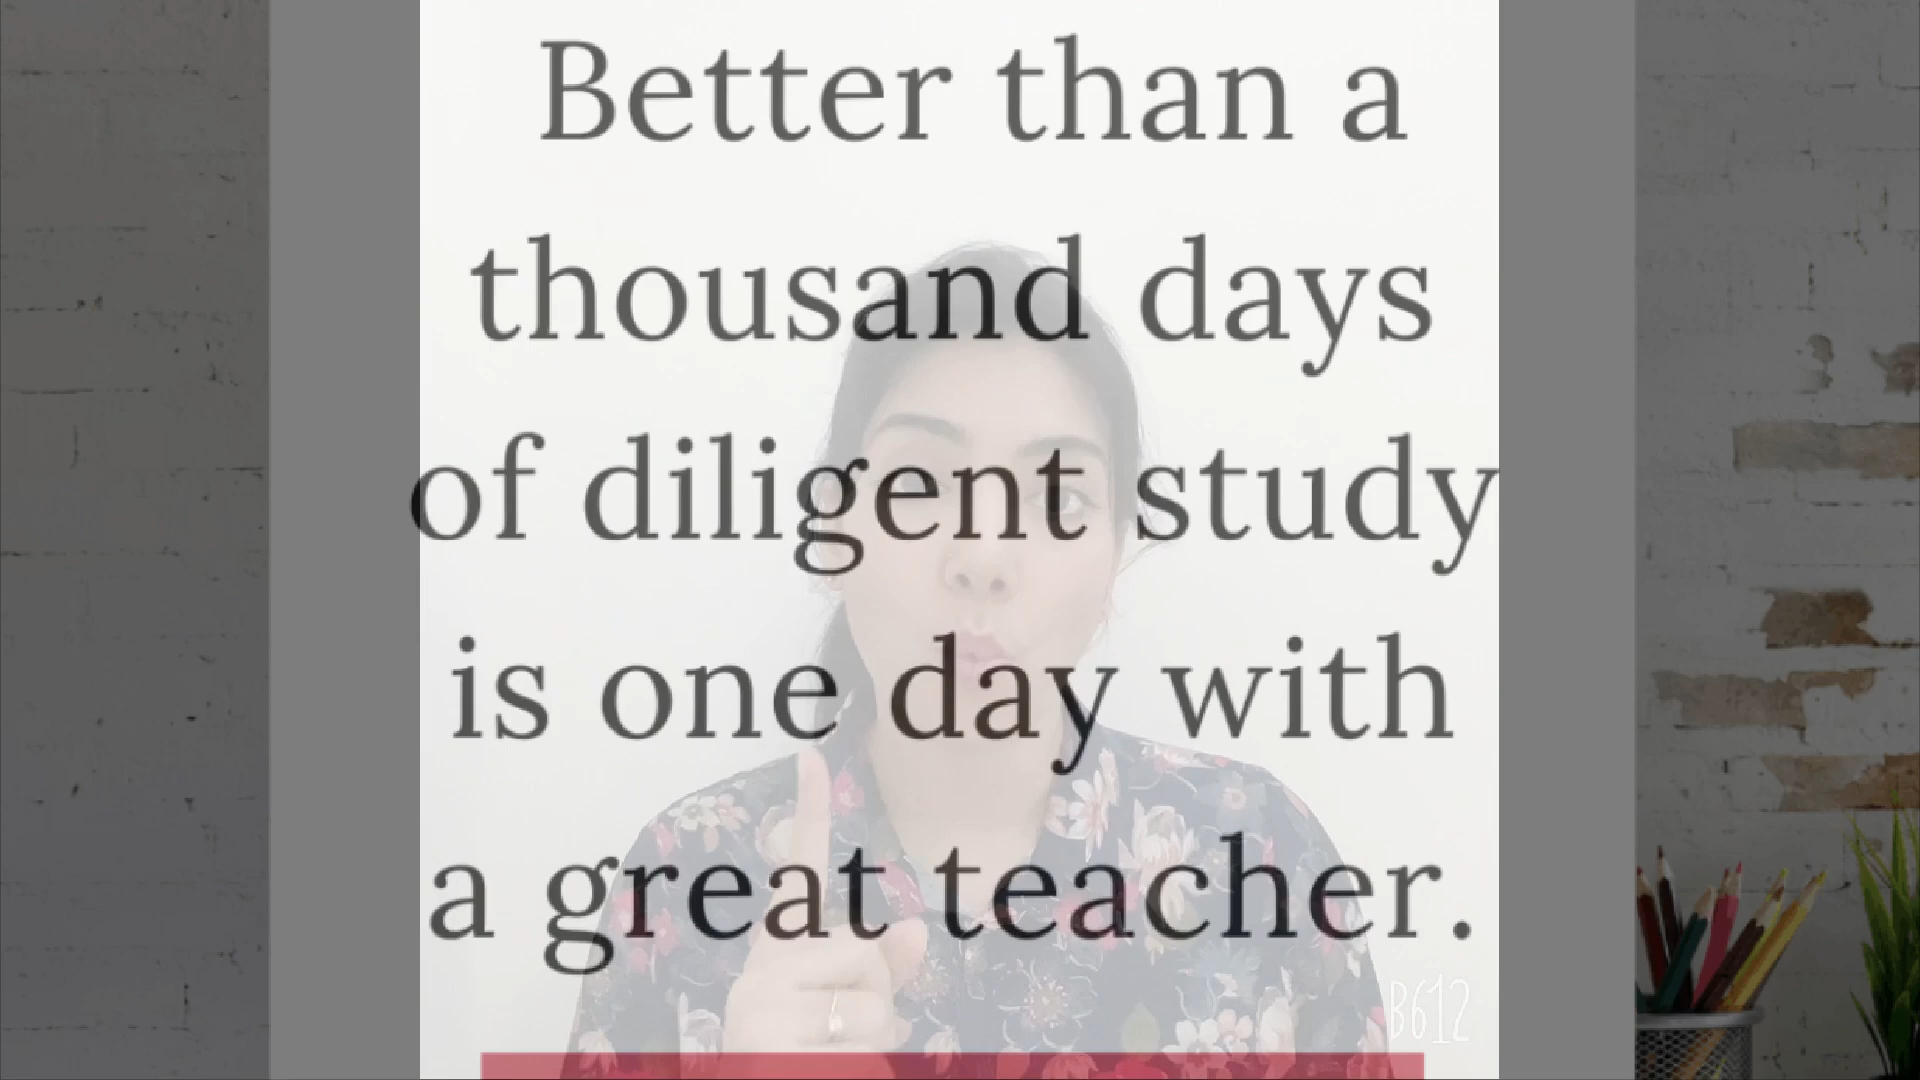 Better than a
thousand days
of diligent study
is one day with
a great teacher.
B612